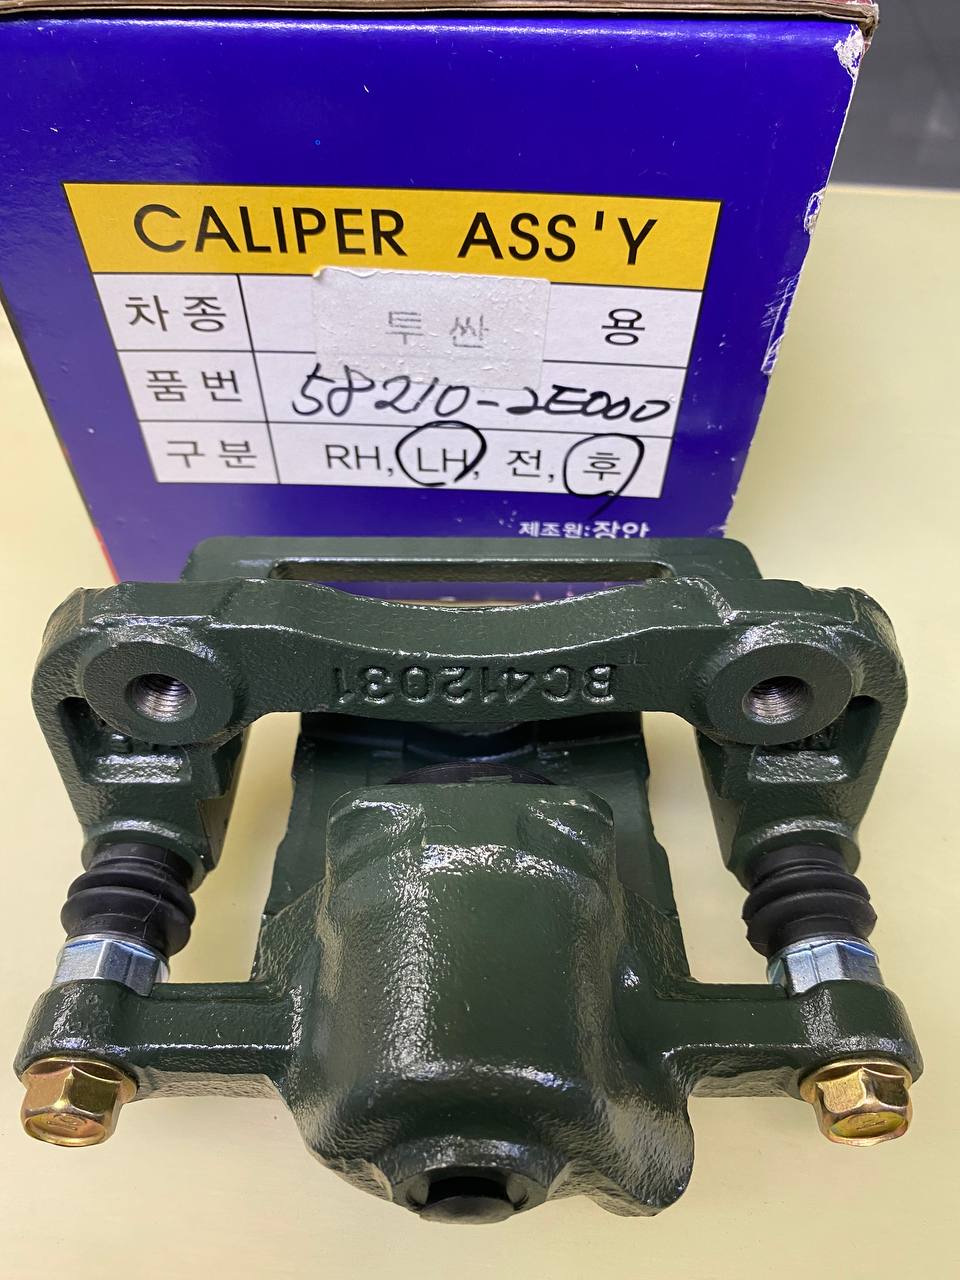 CALIPER ASS'Y
차종 투싼 용
품번 58210-2E000
구분 RH, LH, 전, 후
제조원:장안
BC412031